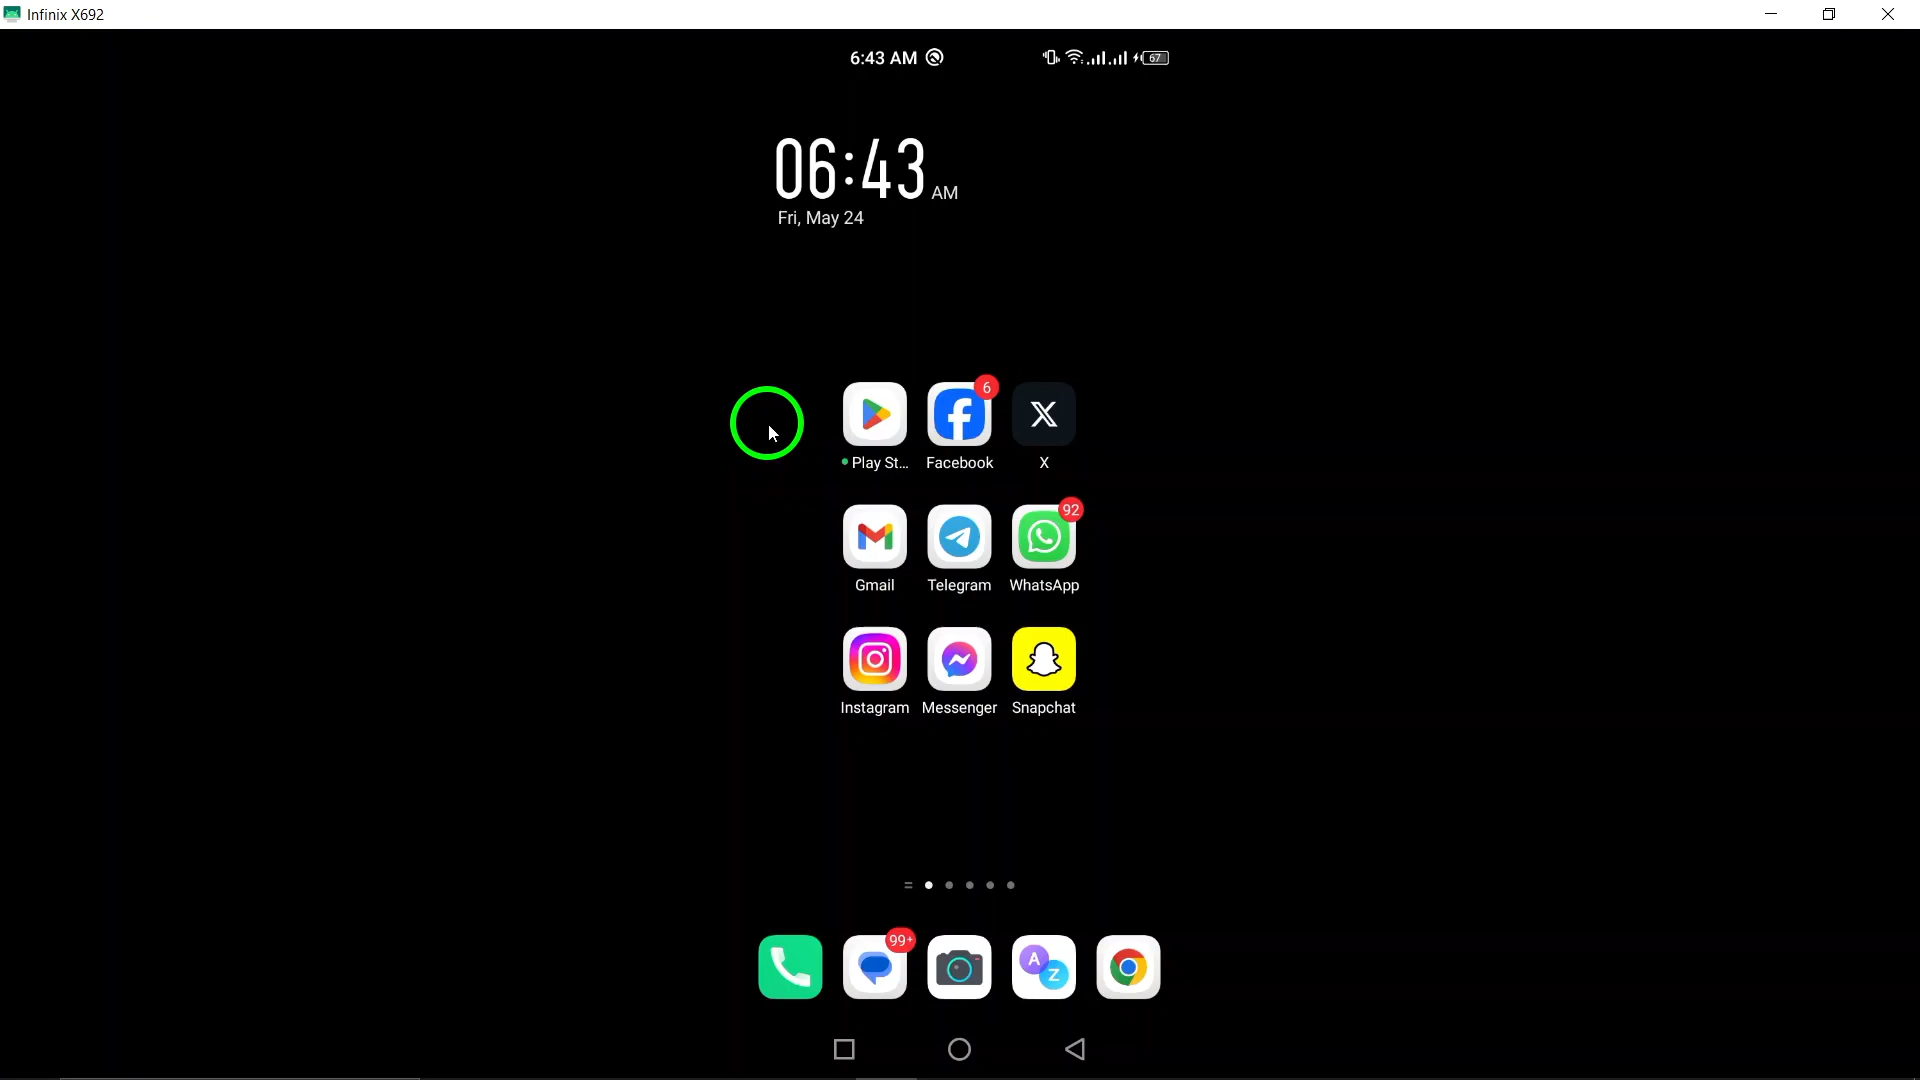 Infinix X692
6:43 AM
67
06:43 AM
Fri, May 24
6
Play St... Facebook X
92
Gmail Telegram WhatsApp
Instagram Messenger Snapchat
99+
A Z